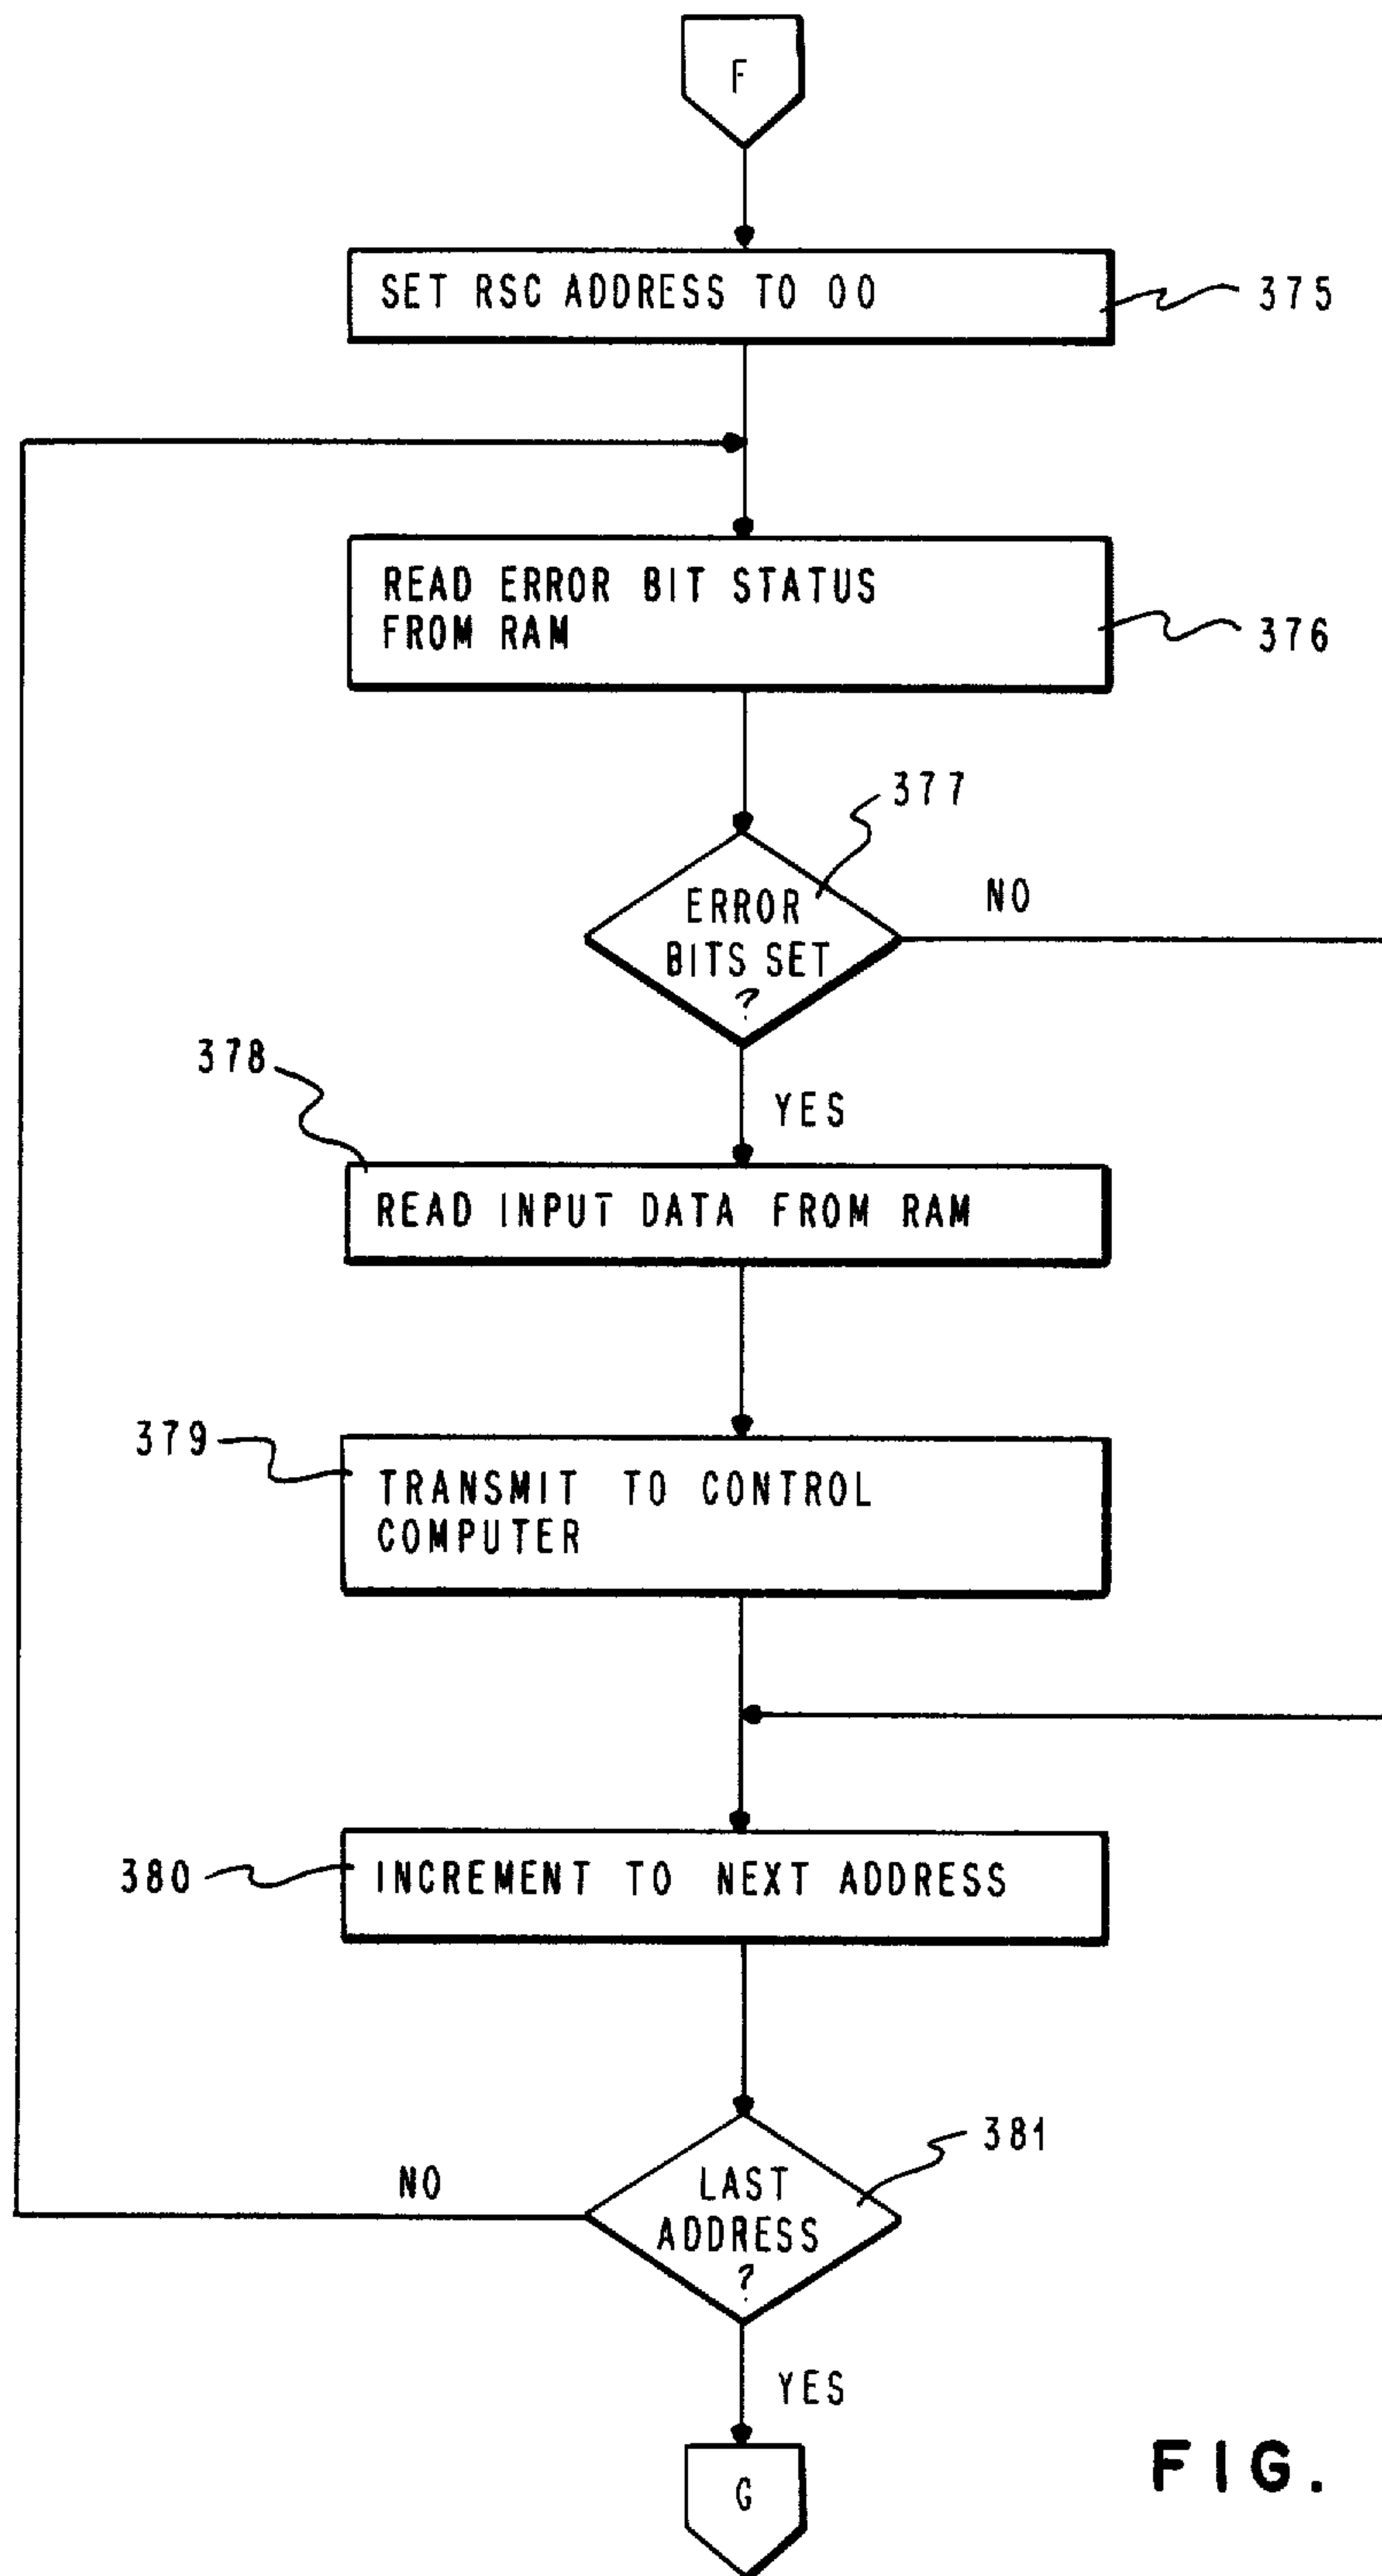 F
SET RSC ADDRESS TO 00
375
READ ERROR BIT STATUS
FROM RAM
376
377
ERROR
BITS SET
?
NO
378
YES
READ INPUT DATA FROM RAM
379
TRANSMIT TO CONTROL
COMPUTER
380
INCREMENT TO NEXT ADDRESS
381
NO
LAST
ADDRESS
?
YES
G
FIG.